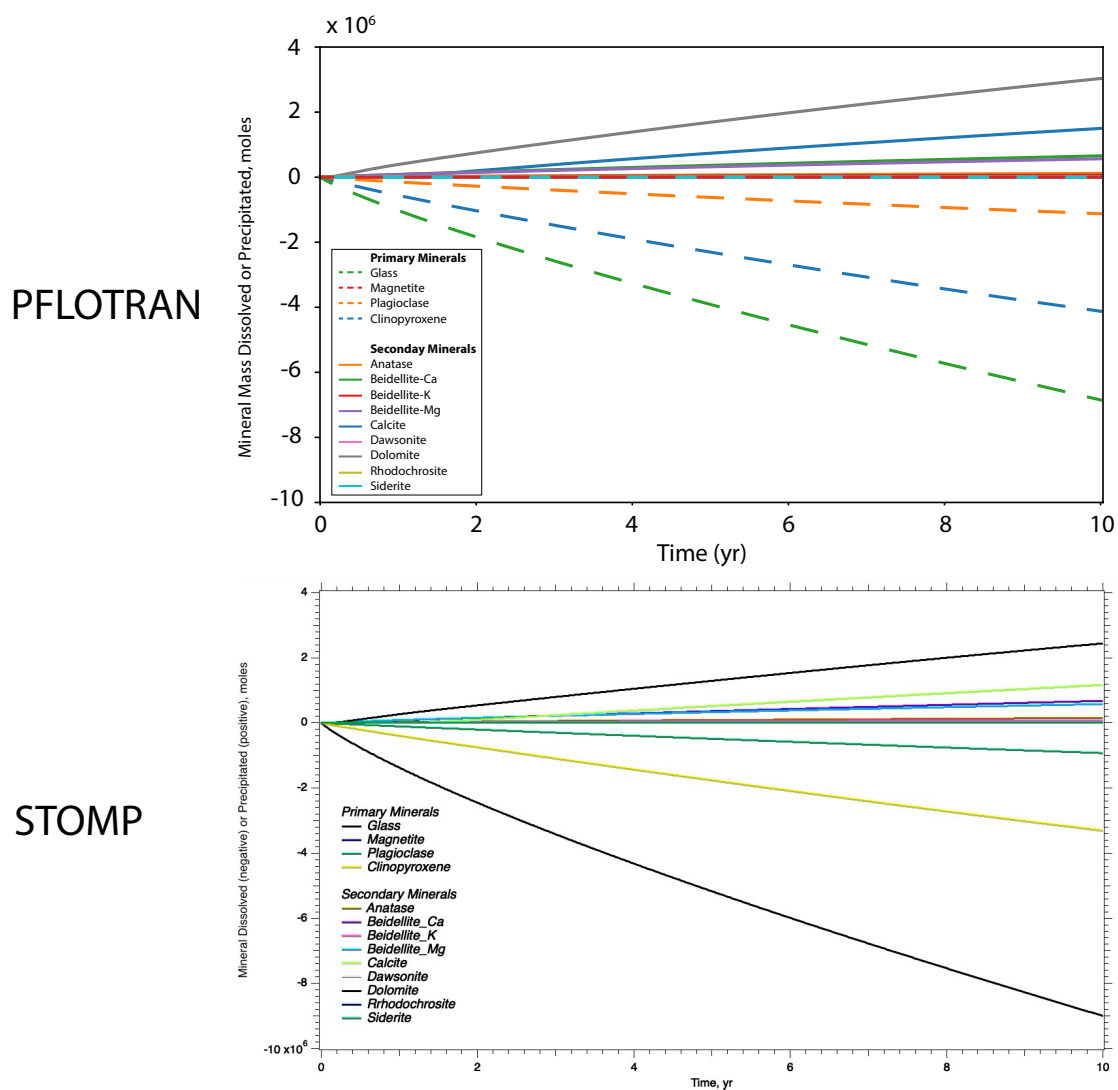 x 10⁶
4
2
0
-2
-4
-6
-8
-10
Mineral Mass Dissolved or Precipitated, moles
PFLOTRAN
Primary Minerals
Glass
Magnetite
Plagioclase
Clinopyroxene
Seconday Minerals
Anatase
Beidellite-Ca
Beidellite-K
Beidellite-Mg
Calcite
Dawsonite
Dolomite
Rhodochrosite
Siderite
0 2 4 6 8 10
Time (yr)
4
2
0
-2
-4
-6
-8
-10 x10⁶
Mineral Dissolved (negative) or Precipitated (positive), moles
STOMP
Primary Minerals
Glass
Magnetite
Plagioclase
Clinopyroxene
Secondary Minerals
Anatase
Beidellite_Ca
Beidellite_K
Beidellite_Mg
Calcite
Dawsonite
Dolomite
Rrhodochrosite
Siderite
0 2 4 6 8 10
Time, yr